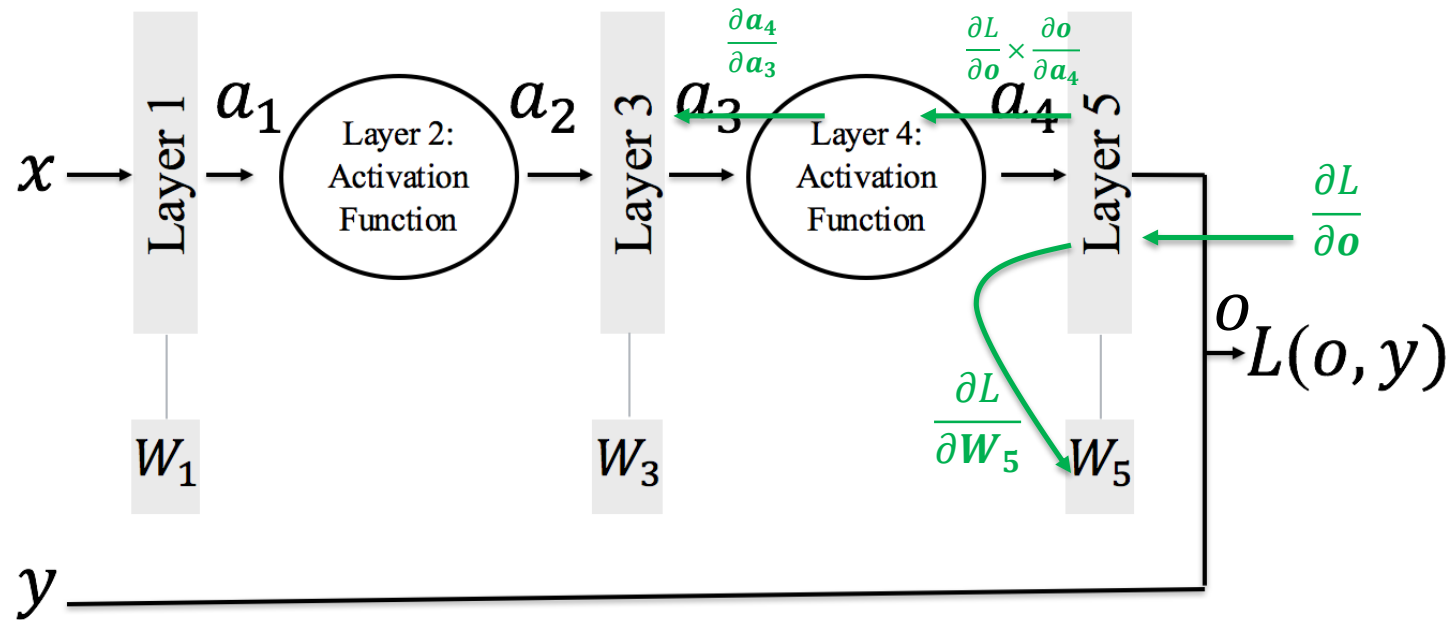 ∂a₄/∂a₃
∂L/∂o × ∂o/∂a₄
a₁
a₂
a₃
a₄
x
Layer 1
Layer 2:
Activation
Function
Layer 3
Layer 4:
Activation
Function
Layer 5
∂L/∂o
o
L(o, y)
∂L/∂W₅
W₁
W₃
W₅
y